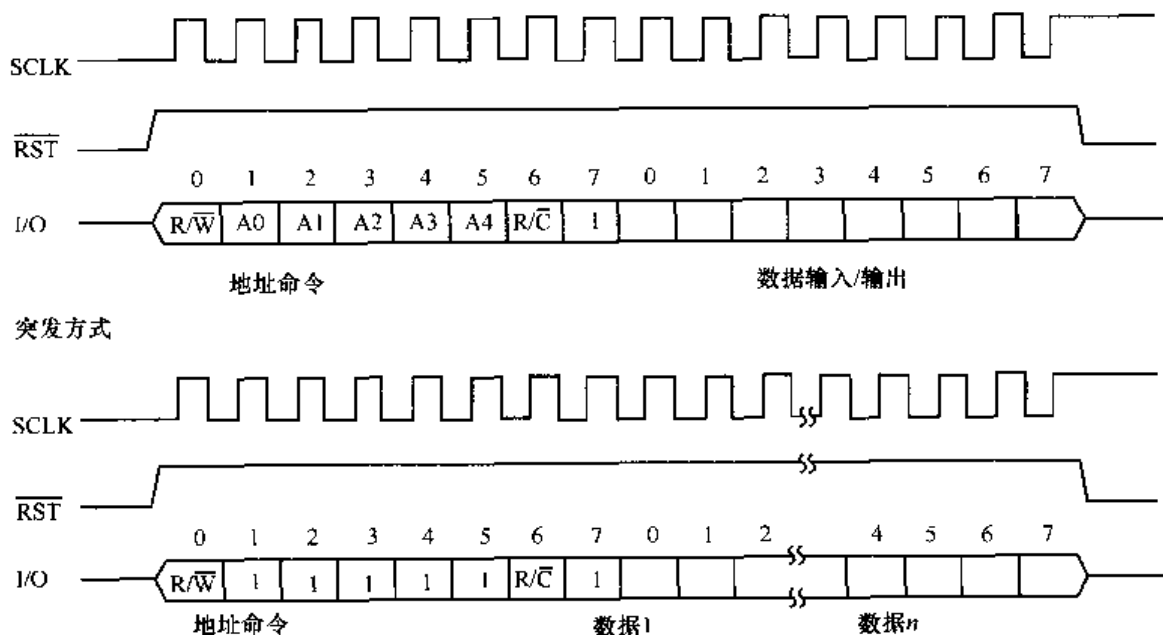 SCLK
R̅S̅T̅
0 1 2 3 4 5 6 7 0 1 2 3 4 5 6 7
I/O R/W̅ A0 A1 A2 A3 A4 R/C̅ 1
地址命令 数据输入/输出
突发方式
SCLK
R̅S̅T̅
0 1 2 3 4 5 6 7 0 1 2 4 5 6 7
I/O R/W̅ 1 1 1 1 1 R/C̅ 1
地址命令 数据1 数据n